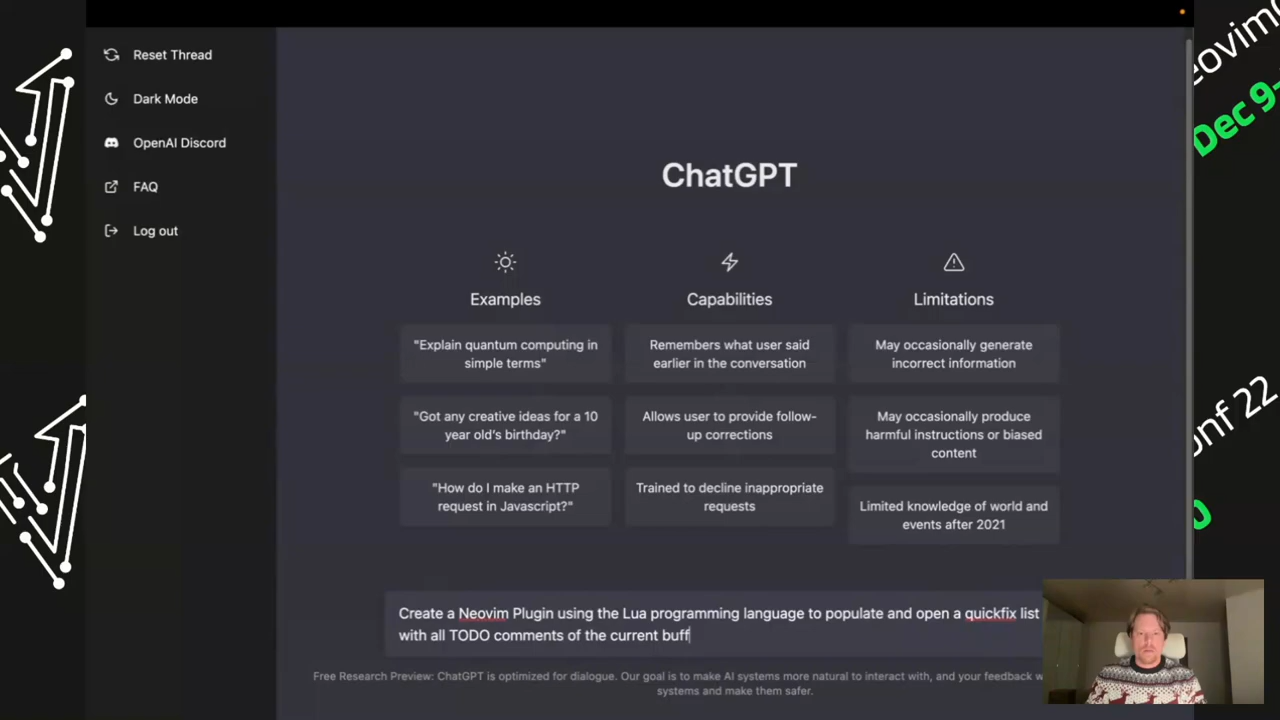 Reset Thread
Dark Mode
OpenAI Discord
FAQ
Log out
ChatGPT
Examples
Capabilities
Limitations
"Explain quantum computing in
simple terms"
Remembers what user said
earlier in the conversation
May occasionally generate
incorrect information
"Got any creative ideas for a 10
year old's birthday?"
Allows user to provide follow-
up corrections
May occasionally produce
harmful instructions or biased
content
"How do I make an HTTP
request in Javascript?"
Trained to decline inappropriate
requests
Limited knowledge of world and
events after 2021
Create a Neovim Plugin using the Lua programming language to populate and open a quickfix list
with all TODO comments of the current buff
Free Research Preview: ChatGPT is optimized for dialogue. Our goal is to make AI systems more natural to interact with, and your feedback w
systems and make them safer.
eovim
Dec 9-
onf 22
0